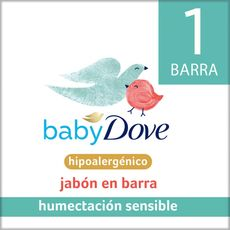 1
BARRA
baby Dove
hipoalergénico
jabón en barra
humectación sensible